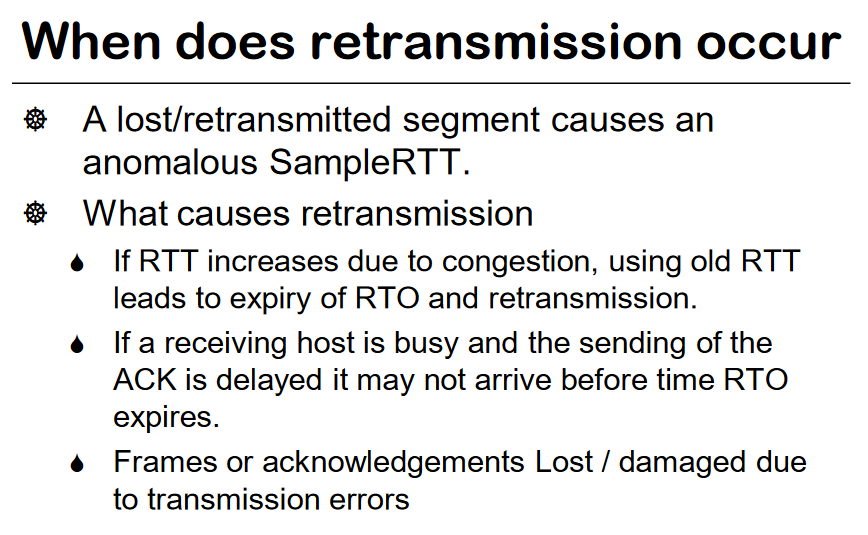 When does retransmission occur
A lost/retransmitted segment causes an
anomalous SampleRTT.
What causes retransmission
If RTT increases due to congestion, using old RTT
leads to expiry of RTO and retransmission.
If a receiving host is busy and the sending of the
ACK is delayed it may not arrive before time RTO
expires.
Frames or acknowledgements Lost / damaged due
to transmission errors